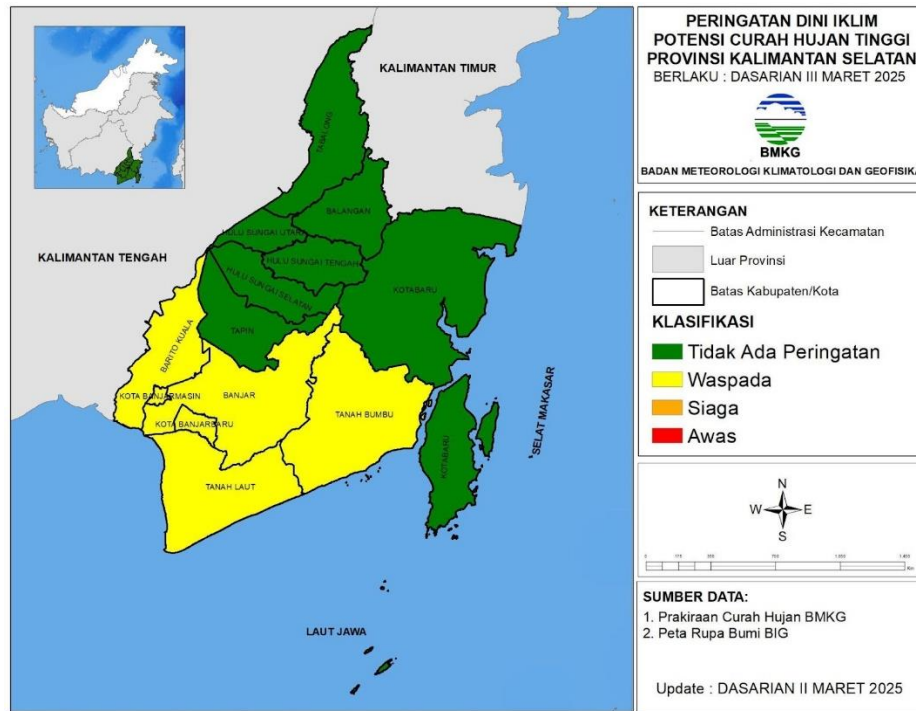 PERINGATAN DINI IKLIM
POTENSI CURAH HUJAN TINGGI
PROVINSI KALIMANTAN SELATAN
BERLAKU : DASARIAN III MARET 2025
BMKG
BADAN METEOROLOGI KLIMATOLOGI DAN GEOFISIKA
KETERANGAN
Batas Administrasi Kecamatan
Luar Provinsi
Batas Kabupaten/Kota
KLASIFIKASI
Tidak Ada Peringatan
Waspada
Siaga
Awas
N
W E
S
SUMBER DATA:
1. Prakiraan Curah Hujan BMKG
2. Peta Rupa Bumi BIG
Update : DASARIAN II MARET 2025
KALIMANTAN TIMUR
TABALONG
BALANGAN
HULU SUNGAI UTARA
KALIMANTAN TENGAH
HULU SUNGAI TENGAH
HULU SUNGAI SELATAN
KOTABARU
TAPIN
BARITO KUALA
KOTA BANJARMASIN
BANJAR
KOTA BANJARBARU
TANAH BUMBU
SELAT MAKASAR
KOTABARU
TANAH LAUT
LAUT JAWA